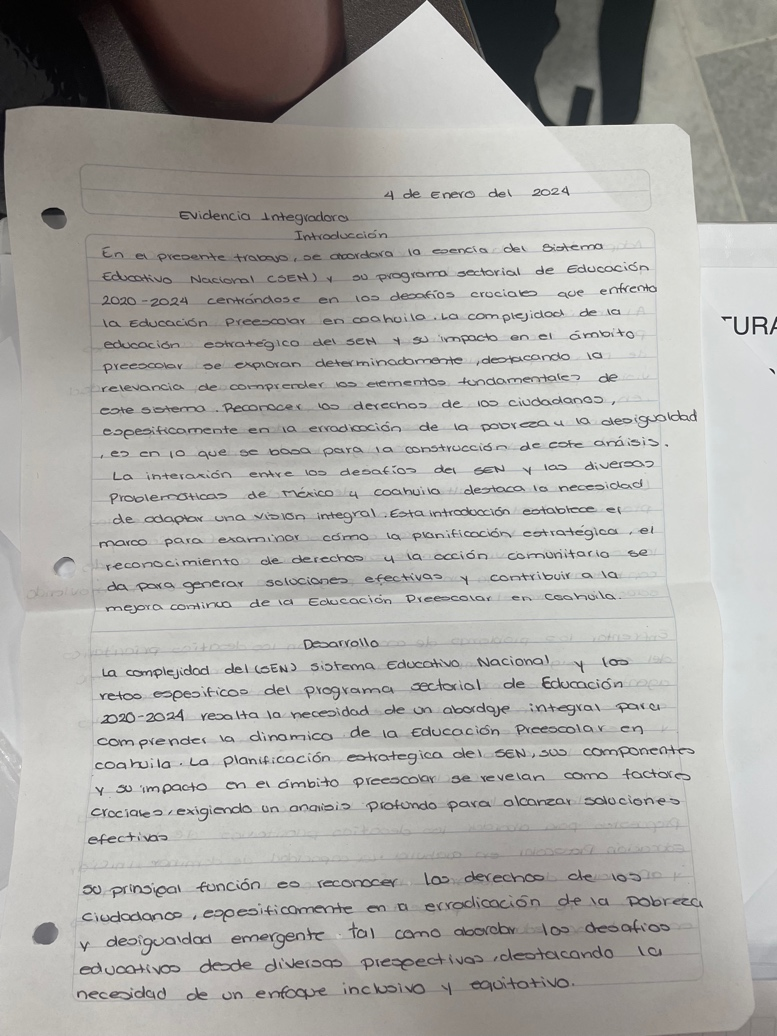 4 de Enero del 2024
Evidencia Integradora
Introducción
En el presente trabajo, se abordara la esencia del Sistema
Educativo Nacional (SEN) y su programa sectorial de Educación
2020-2024 centrándose en los desafíos cruciales que enfrenta
la Educación Preescolar en coahuila. La complejidad de la
educación estratégica del SEN y su impacto en el ámbito
preescolar se exploran determinadamente, destacando la
relevancia de comprender los elementos fundamentales de
este sistema. Reconocer los derechos de los ciudadanos,
espesificamente en la erradicación de la pobreza y la desigualdad
, es en lo que se basa para la construcción de este análisis.
La interaxión entre los desafíos del SEN y las diversas
Problemáticas de México y coahuila destaca la necesidad
de adaptar una visión integral. Esta introducción establece el
marco para examinar cómo la planificación estratégica, el
reconocimiento de derechos y la acción comunitaria se
da para generar soluciones efectivas y contribuir a la
mejora continua de la Educación Preescolar en Coahuila.
Desarrollo
La complejidad del (SEN) Sistema Educativo Nacional y los
retos espesificos del programa sectorial de Educación
2020-2024 resalta la necesidad de un abordaje integral para
comprender la dinamica de la Educación Preescolar en
coahuila. La planificación estrategica del SEN, sus componentes
y su impacto en el ámbito preescolar se revelan como factores
Crociales, exigiendo un analisis profundo para alcanzar soluciones
efectivas
su prinsipal función es reconocer los derechos de los
ciudadanos, espesificamente en a erradicación de la pobreza
y desigualdad emergente. tal como abordar los desafios
educativos desde diversas prespectivas, destacando la
necesidad de un enfoque inclusivo y equitativo.
TURA